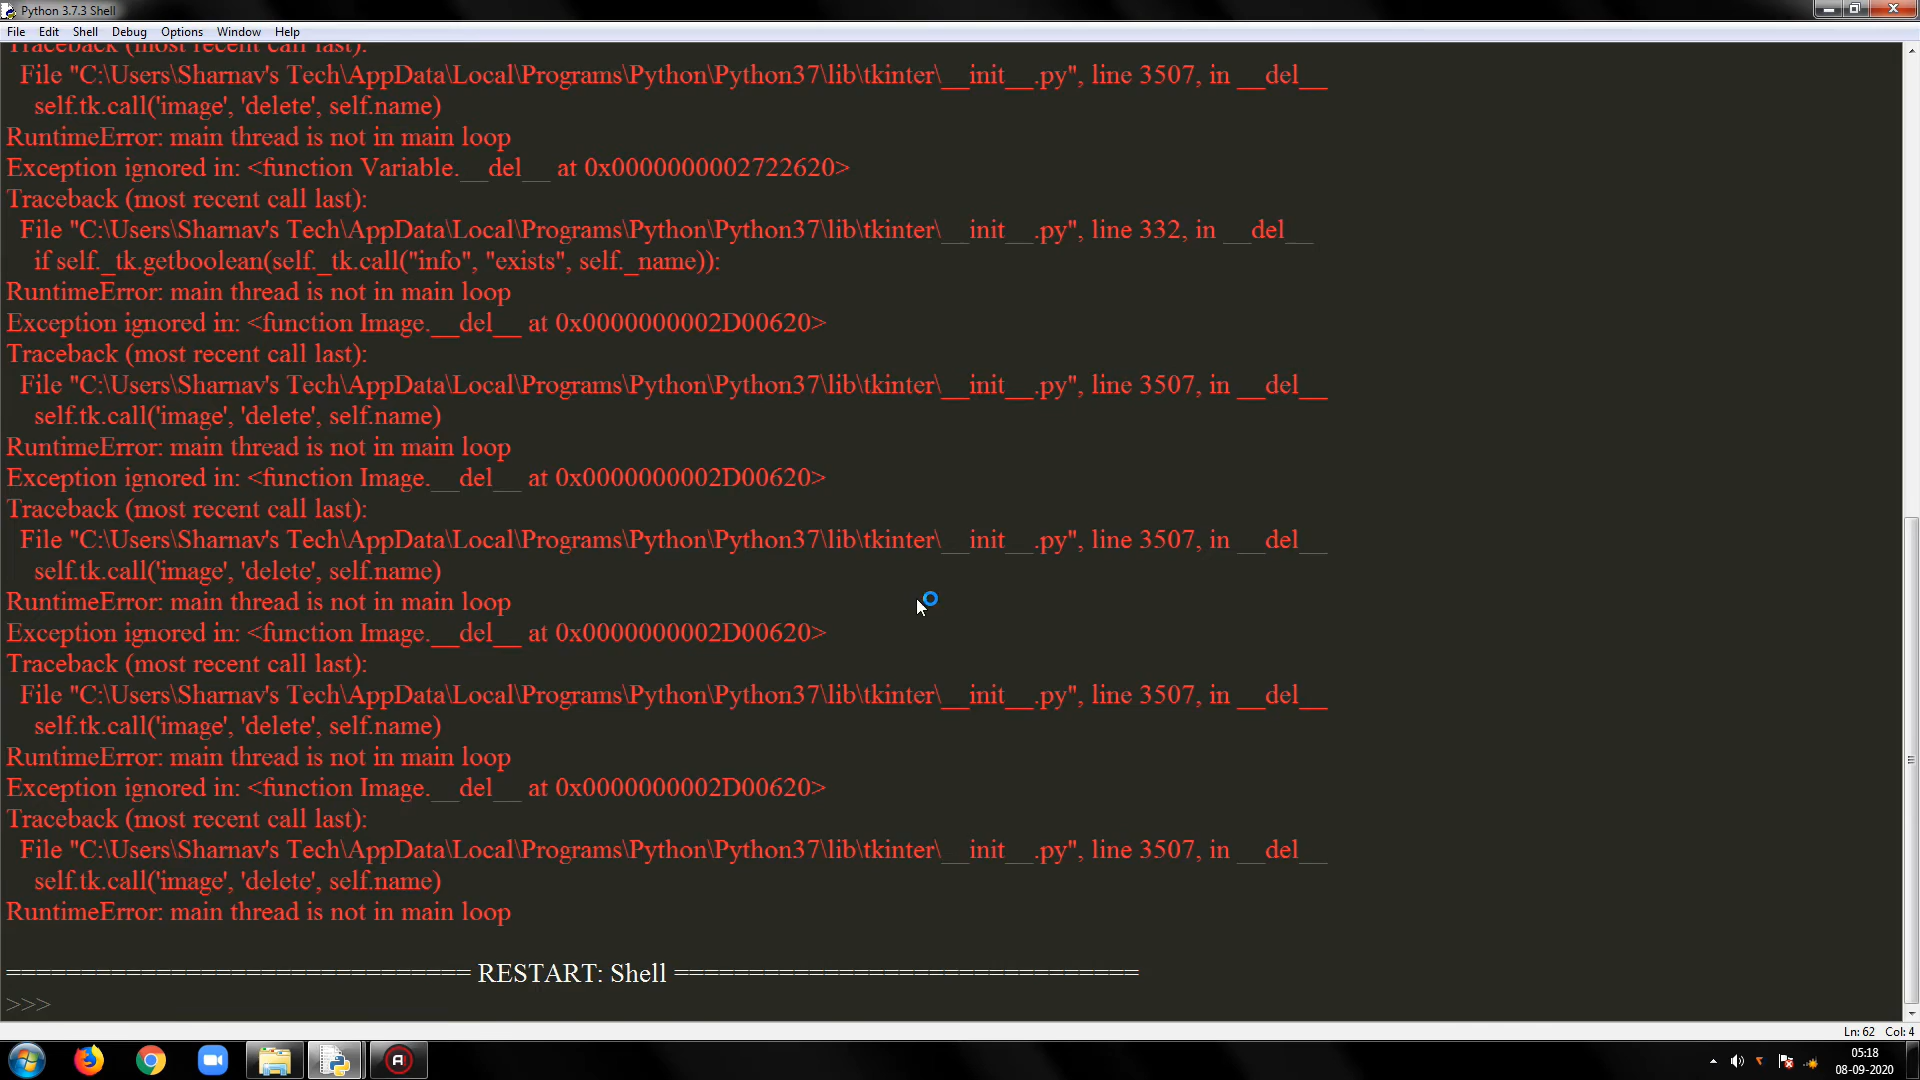 Python 3.7.3 Shell
File Edit Shell Debug Options Window Help
Traceback (most recent call last):
File "C:\Users\Sharnav's Tech\AppData\Local\Programs\Python\Python37\lib\tkinter\__init__.py", line 3507, in __del__
self.tk.call('image', 'delete', self.name)
RuntimeError: main thread is not in main loop
Exception ignored in: <function Variable.__del__ at 0x0000000002722620>
Traceback (most recent call last):
File "C:\Users\Sharnav's Tech\AppData\Local\Programs\Python\Python37\lib\tkinter\__init__.py", line 332, in __del__
if self._tk.getboolean(self._tk.call("info", "exists", self._name)):
RuntimeError: main thread is not in main loop
Exception ignored in: <function Image.__del__ at 0x0000000002D00620>
Traceback (most recent call last):
File "C:\Users\Sharnav's Tech\AppData\Local\Programs\Python\Python37\lib\tkinter\__init__.py", line 3507, in __del__
self.tk.call('image', 'delete', self.name)
RuntimeError: main thread is not in main loop
Exception ignored in: <function Image.__del__ at 0x0000000002D00620>
Traceback (most recent call last):
File "C:\Users\Sharnav's Tech\AppData\Local\Programs\Python\Python37\lib\tkinter\__init__.py", line 3507, in __del__
self.tk.call('image', 'delete', self.name)
RuntimeError: main thread is not in main loop
Exception ignored in: <function Image.__del__ at 0x0000000002D00620>
Traceback (most recent call last):
File "C:\Users\Sharnav's Tech\AppData\Local\Programs\Python\Python37\lib\tkinter\__init__.py", line 3507, in __del__
self.tk.call('image', 'delete', self.name)
RuntimeError: main thread is not in main loop
Exception ignored in: <function Image.__del__ at 0x0000000002D00620>
Traceback (most recent call last):
File "C:\Users\Sharnav's Tech\AppData\Local\Programs\Python\Python37\lib\tkinter\__init__.py", line 3507, in __del__
self.tk.call('image', 'delete', self.name)
RuntimeError: main thread is not in main loop
=============================== RESTART: Shell ===============================
>>>
Ln: 62 Col: 4
05:18
08-09-2020